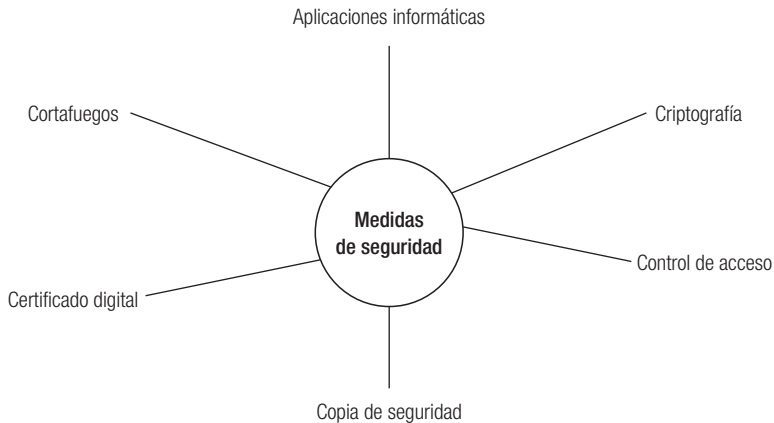 Aplicaciones informáticas
Cortafuegos
Criptografía
Medidas
de seguridad
Control de acceso
Certificado digital
Copia de seguridad